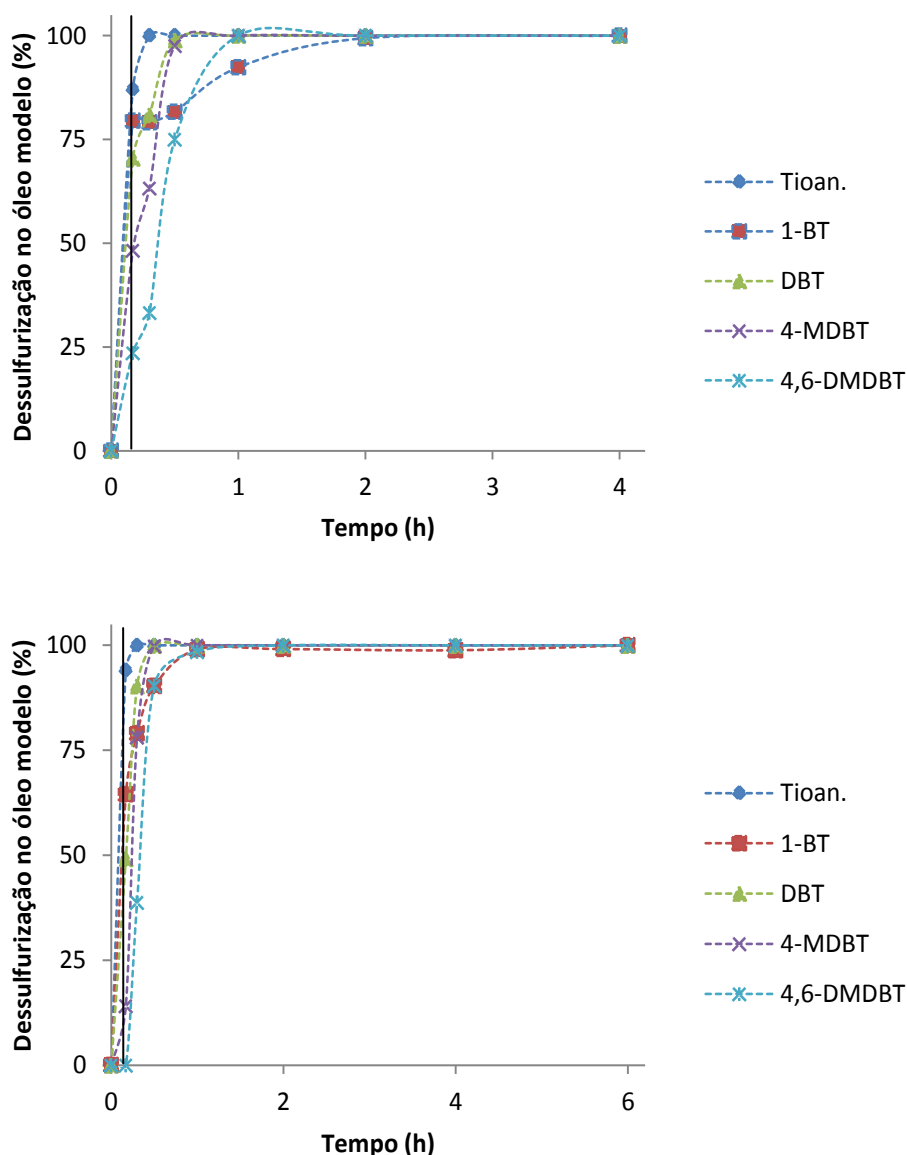 Dessulfurização no óleo modelo (%)
100
75
50
25
0
0 1 2 3 4
Tempo (h)
Tioan.
1-BT
DBT
4-MDBT
4,6-DMDBT
Dessulfurização no óleo modelo (%)
100
75
50
25
0
0 2 4 6
Tempo (h)
Tioan.
1-BT
DBT
4-MDBT
4,6-DMDBT